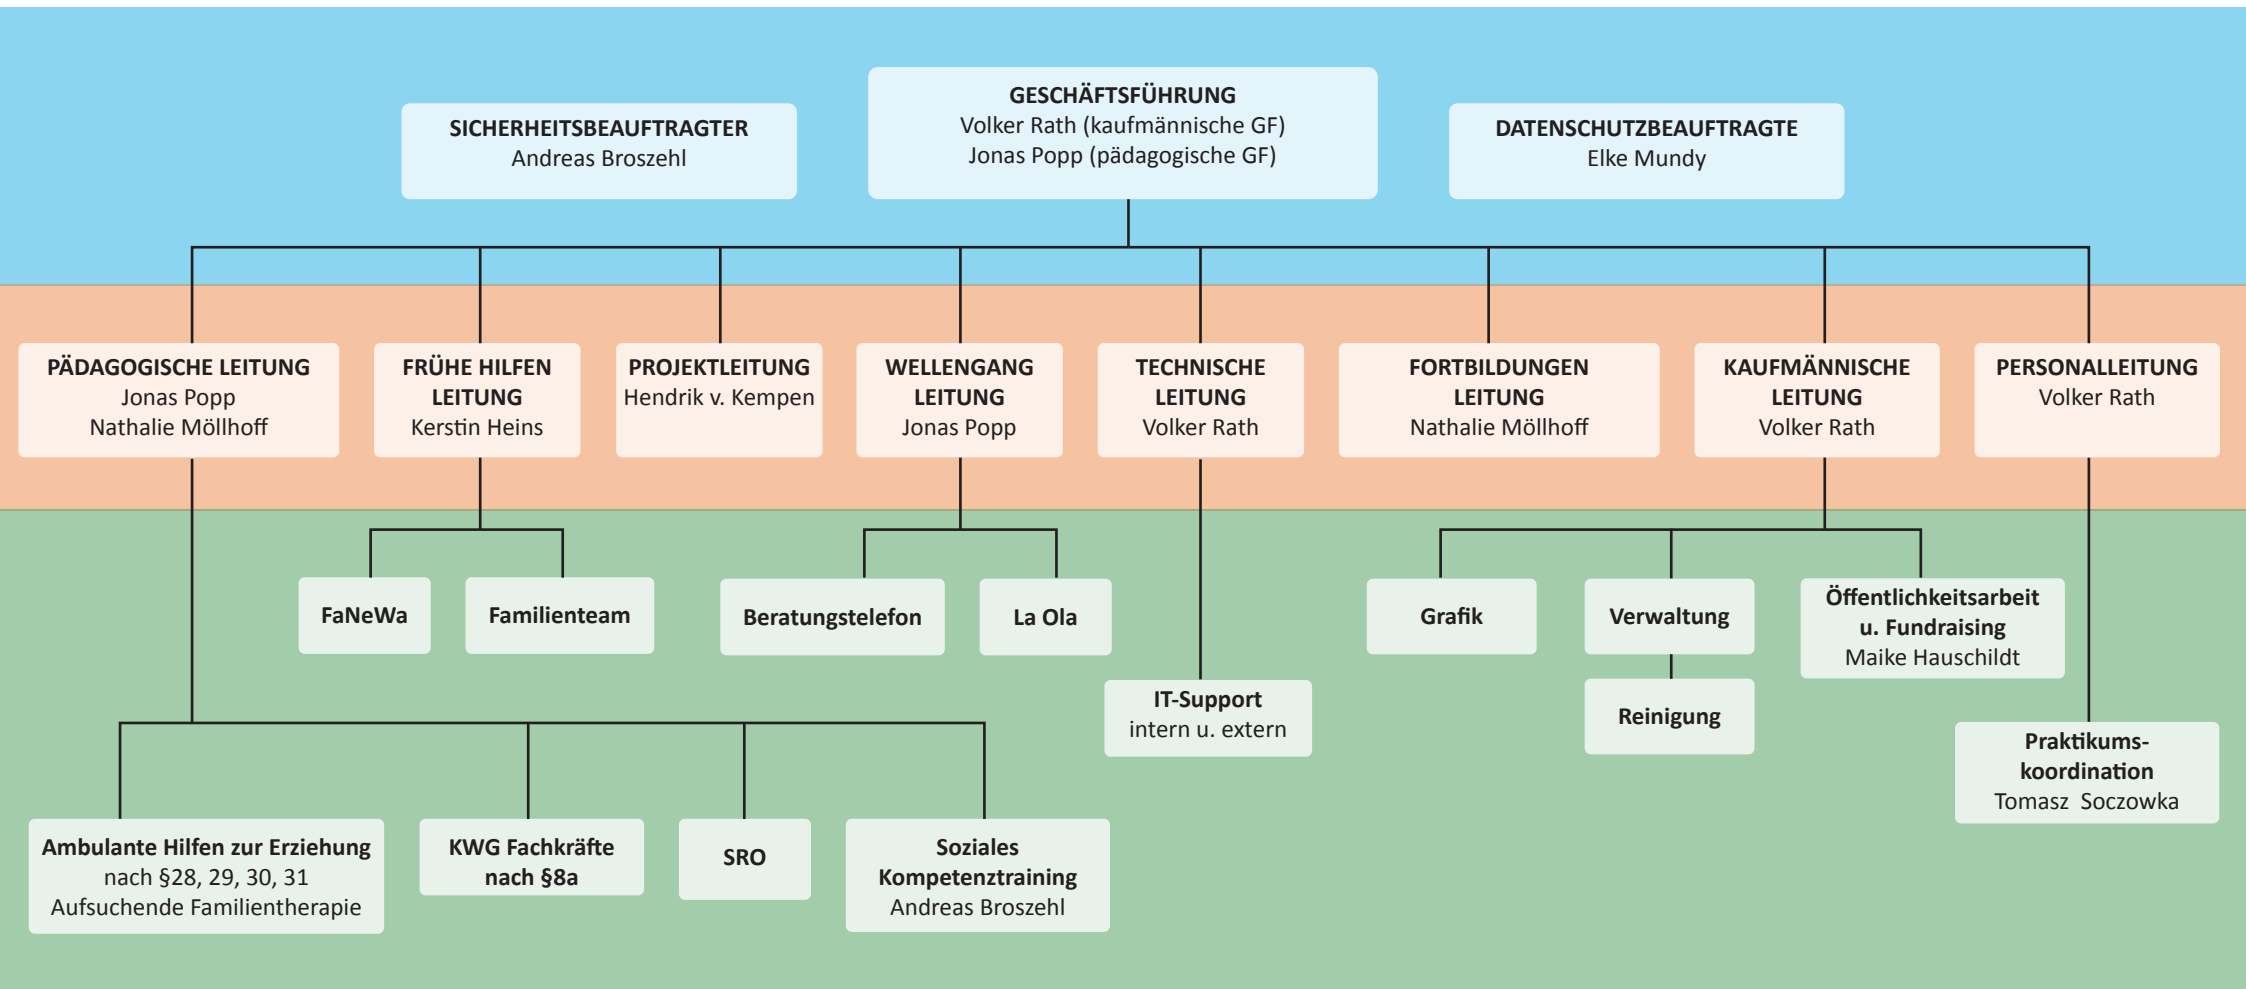 SICHERHEITSBEAUFTRAGTER
Andreas Broszehl
GESCHÄFTSFÜHRUNG
Volker Rath (kaufmännische GF)
Jonas Popp (pädagogische GF)
DATENSCHUTZBEAUFTRAGTE
Elke Mundy
PÄDAGOGISCHE LEITUNG
Jonas Popp
Nathalie Möllhoff
FRÜHE HILFEN
LEITUNG
Kerstin Heins
PROJEKTLEITUNG
Hendrik v. Kempen
WELLENGANG
LEITUNG
Jonas Popp
TECHNISCHE
LEITUNG
Volker Rath
FORTBILDUNGEN
LEITUNG
Nathalie Möllhoff
KAUFMÄNNISCHE
LEITUNG
Volker Rath
PERSONALLEITUNG
Volker Rath
FaNeWa
Familienteam
Beratungstelefon
La Ola
Grafik
Verwaltung
Öffentlichkeitsarbeit
u. Fundraising
Maike Hauschildt
IT-Support
intern u. extern
Reinigung
Praktikums-
koordination
Tomasz Soczowka
Ambulante Hilfen zur Erziehung
nach §28, 29, 30, 31
Aufsuchende Familientherapie
KWG Fachkräfte
nach §8a
SRO
Soziales
Kompetenztraining
Andreas Broszehl